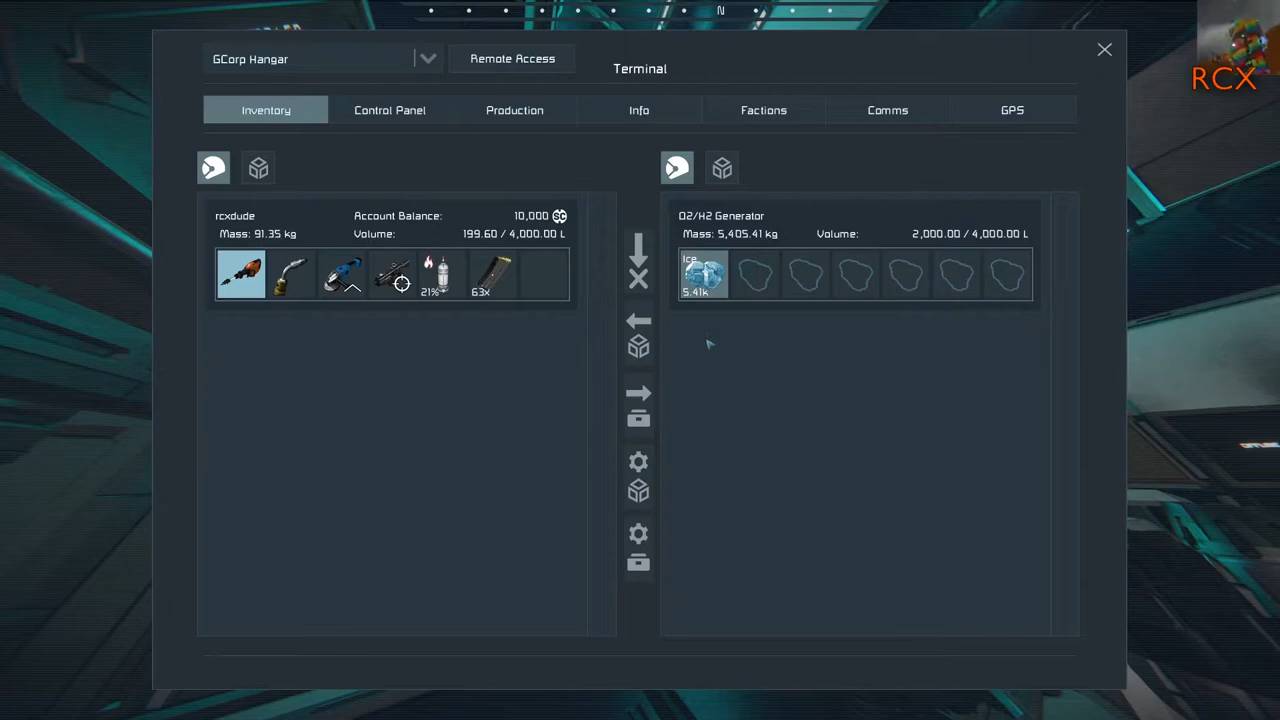 N
GCorp Hangar
Remote Access
Terminal
RCX
Inventory
Control Panel
Production
Info
Factions
Comms
GPS
rcxdude
Account Balance:
10,000 SC
Mass: 91.35 kg
Volume:
199.60 / 4,000.00 L
21%
63x
O2/H2 Generator
Mass: 5,405.41 kg
Volume:
2,000.00 / 4,000.00 L
Ice
5.41k